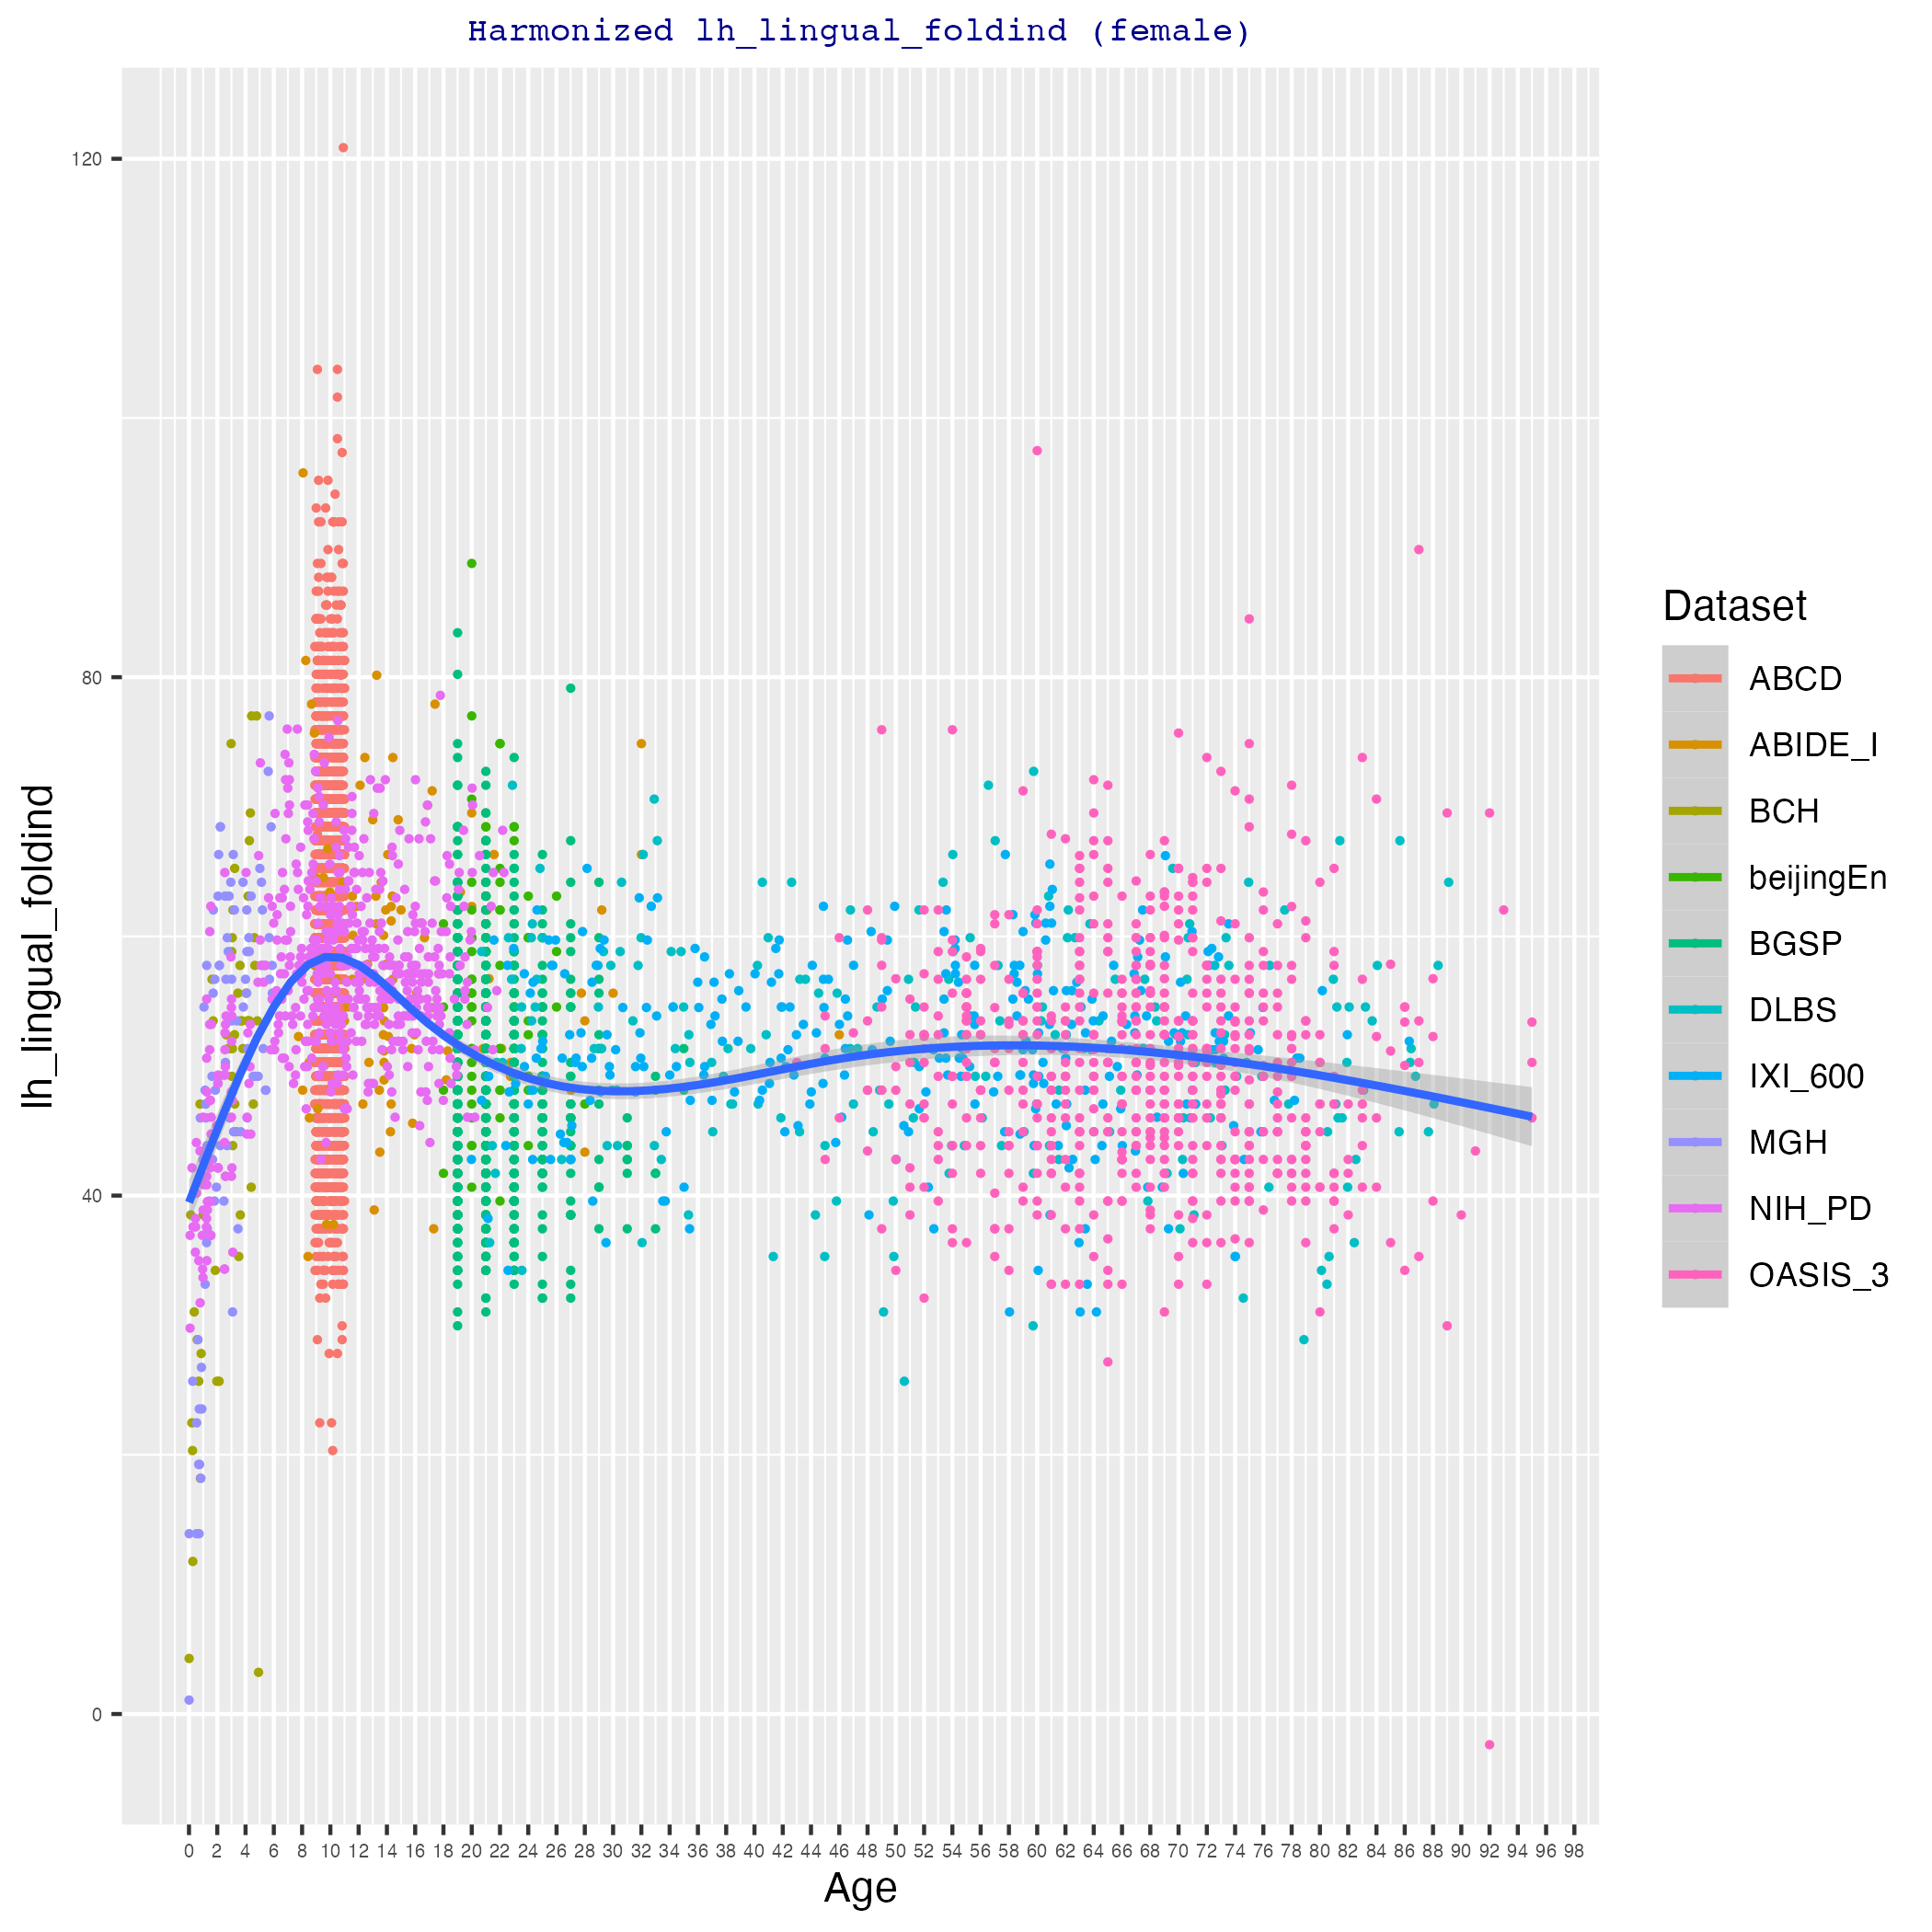 Harmonized lh_lingual_foldind (female)
120
80
40
0
lh_lingual_foldind
0 2 4 6 8 10 12 14 16 18 20 22 24 26 28 30 32 34 36 38 40 42 44 46 48 50 52 54 56 58 60 62 64 66 68 70 72 74 76 78 80 82 84 86 88 90 92 94 96 98
Age
Dataset
ABCD
ABIDE_I
BCH
beijingEn
BGSP
DLBS
IXI_600
MGH
NIH_PD
OASIS_3